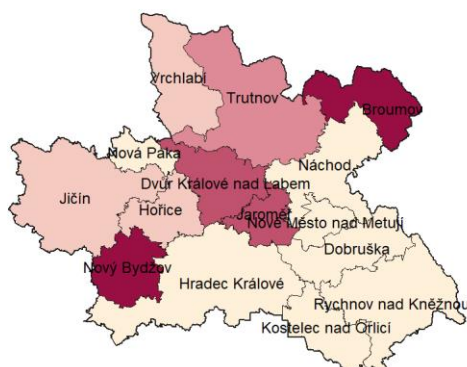 Vrchlabí
Trutnov
Broumov
Nová Paka
Náchod
Dvůr Králové nad Labem
Jičín
Hořice
Jaroměř
Nové Město nad Metují
Dobruška
Nový Bydžov
Hradec Králové
Rychnov nad Kněžnou
Kostelec nad Orlicí